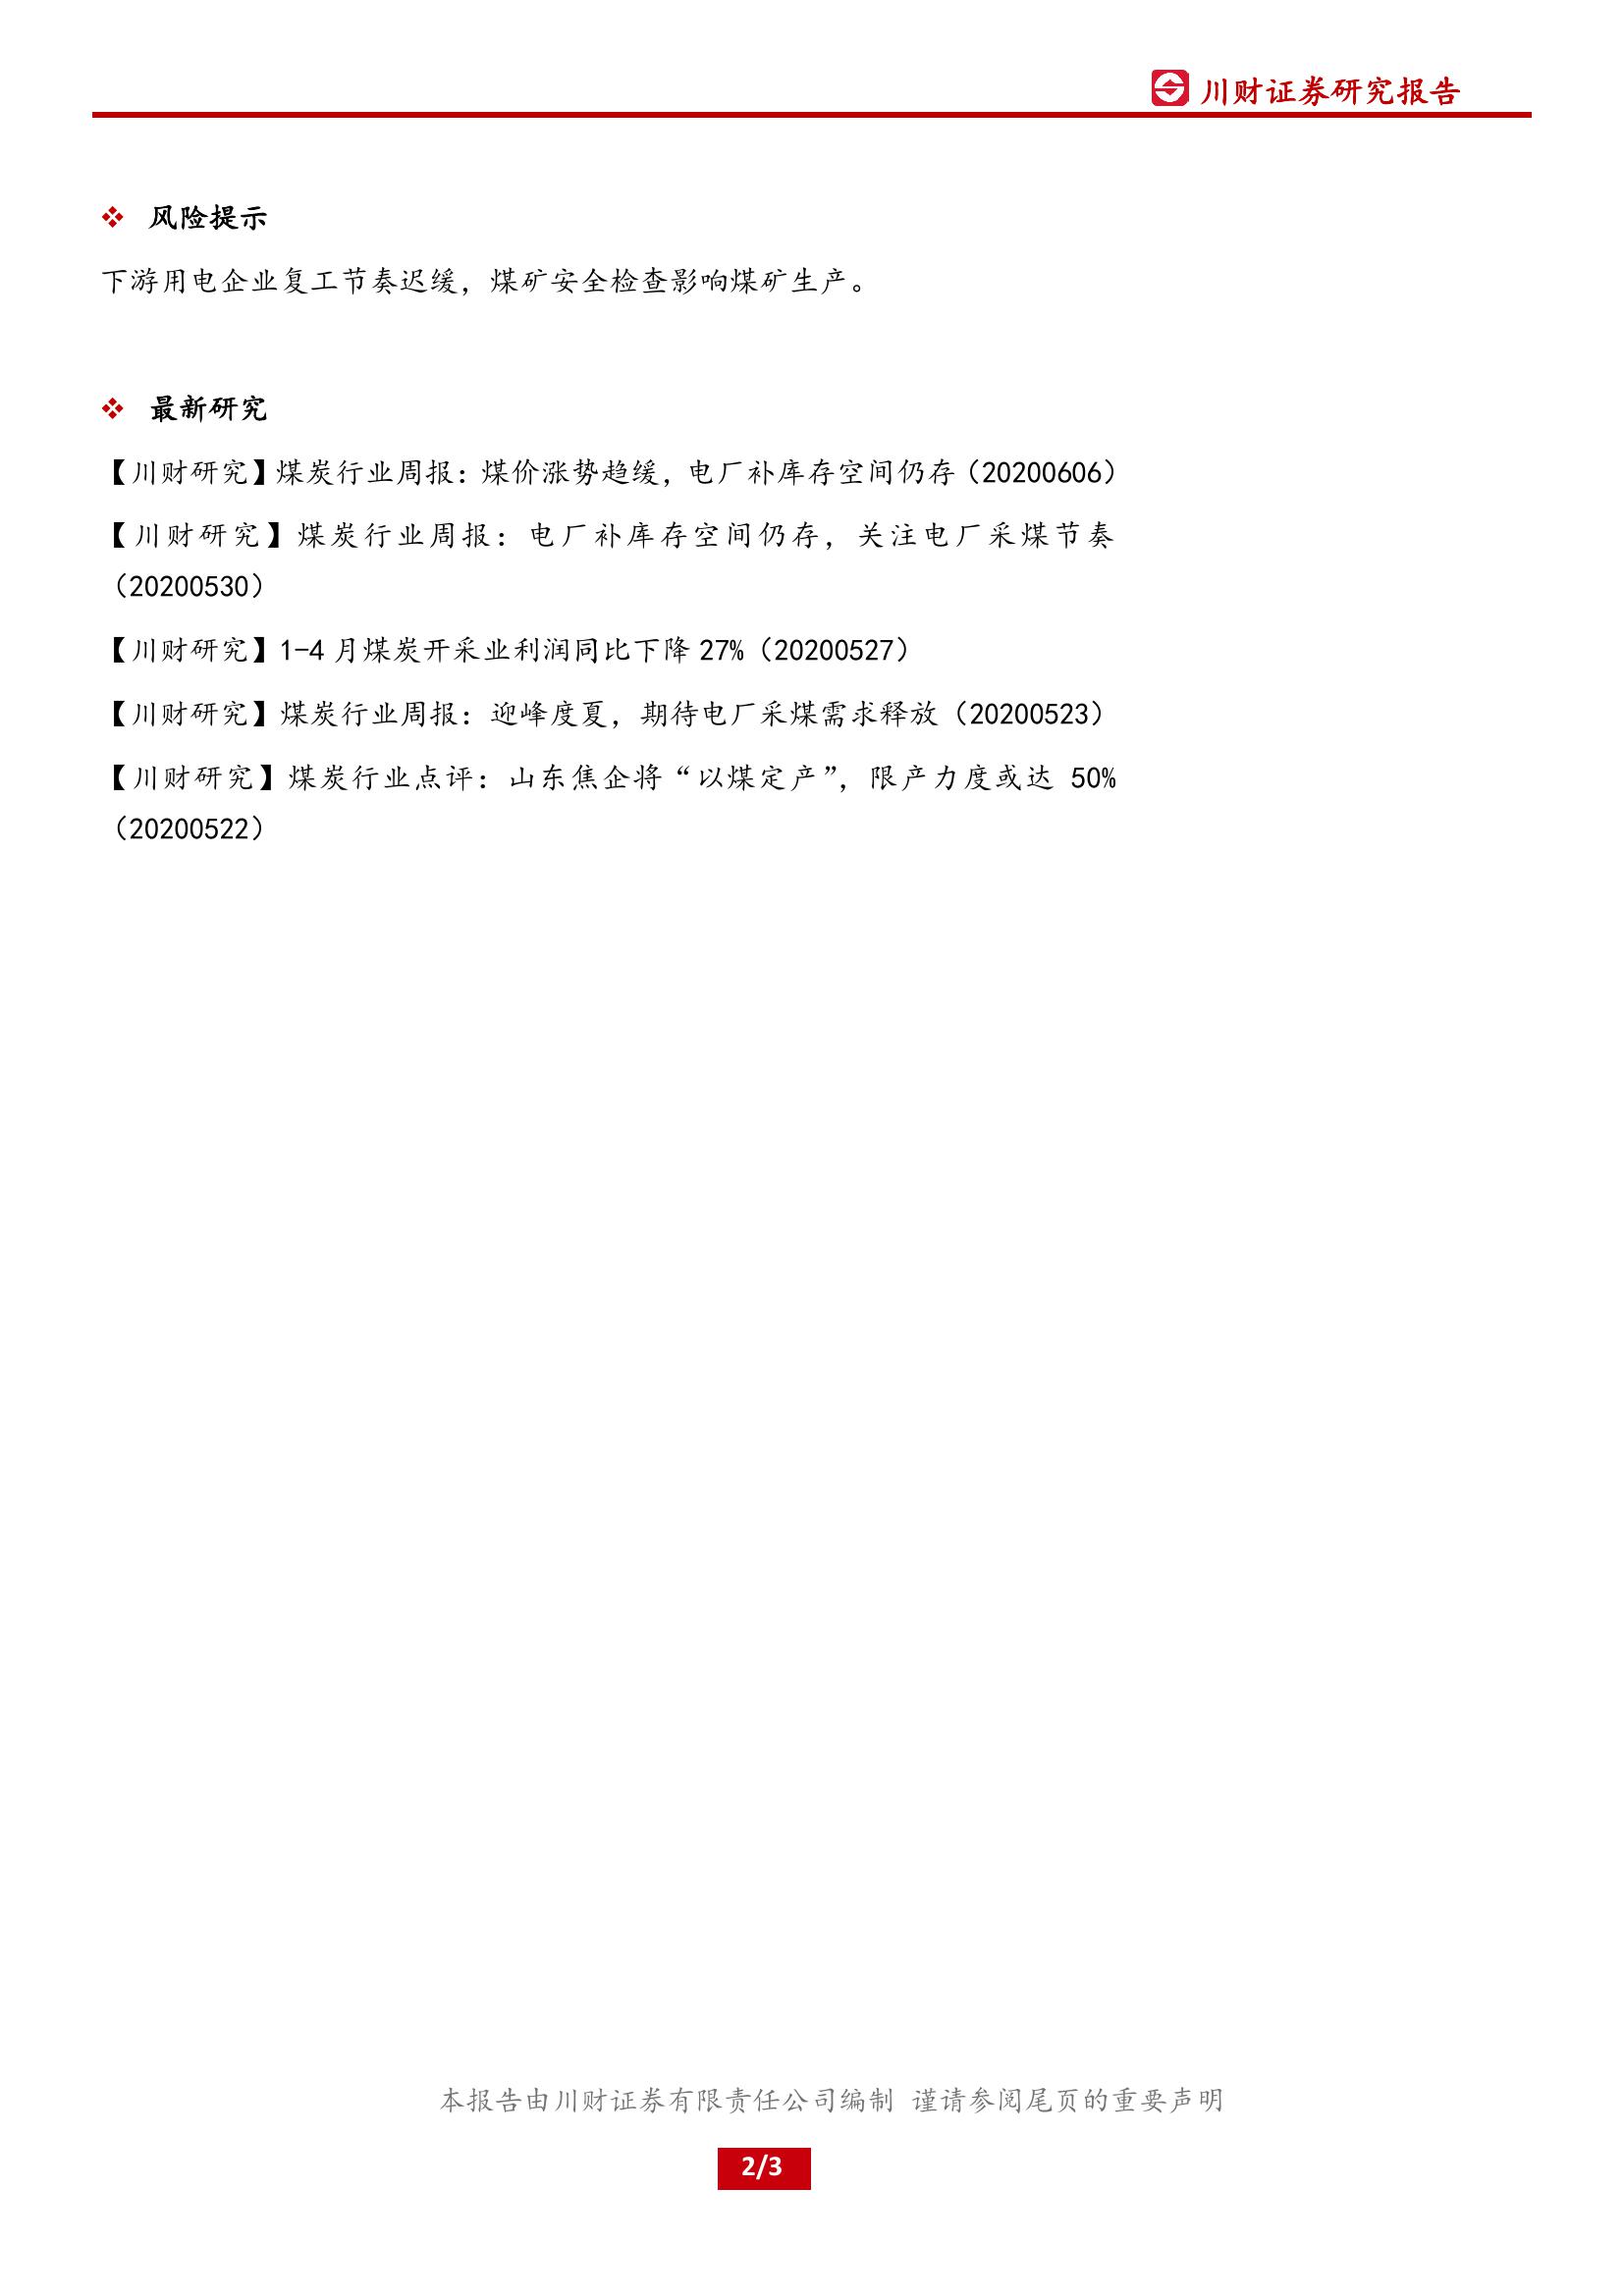 川财证券研究报告
风险提示
下游用电企业复工节奏迟缓，煤矿安全检查影响煤矿生产。
最新研究
【川财研究】煤炭行业周报：煤价涨势趋缓，电厂补库存空间仍存（20200606）
【川财研究】煤炭行业周报：电厂补库存空间仍存，关注电厂采煤节奏
（20200530）
【川财研究】1-4 月煤炭开采业利润同比下降 27%（20200527）
【川财研究】煤炭行业周报：迎峰度夏，期待电厂采煤需求释放（20200523）
【川财研究】煤炭行业点评：山东焦企将“以煤定产”，限产力度或达 50%
（20200522）
本报告由川财证券有限责任公司编制 谨请参阅尾页的重要声明
2/3